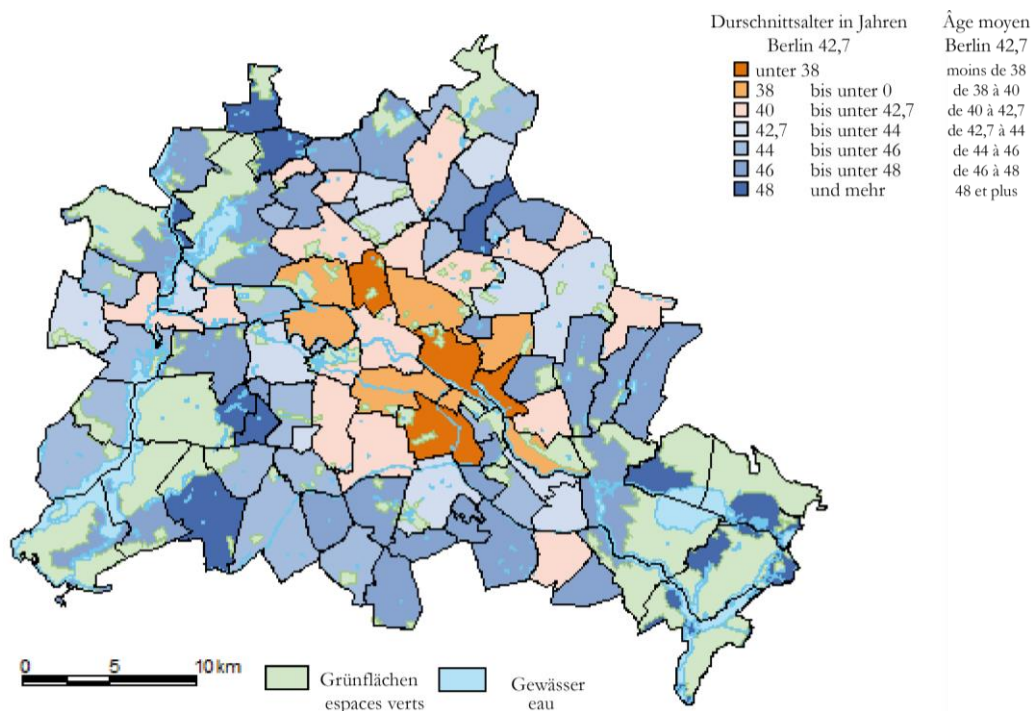 Durschnittsalter in Jahren Âge moyen
Berlin 42,7 Berlin 42,7
unter 38 moins de 38
38 bis unter 0 de 38 à 40
40 bis unter 42,7 de 40 à 42,7
42,7 bis unter 44 de 42,7 à 44
44 bis unter 46 de 44 à 46
46 bis unter 48 de 46 à 48
48 und mehr 48 et plus
0 5 10 km
Grünflächen
espaces verts
Gewässer
eau